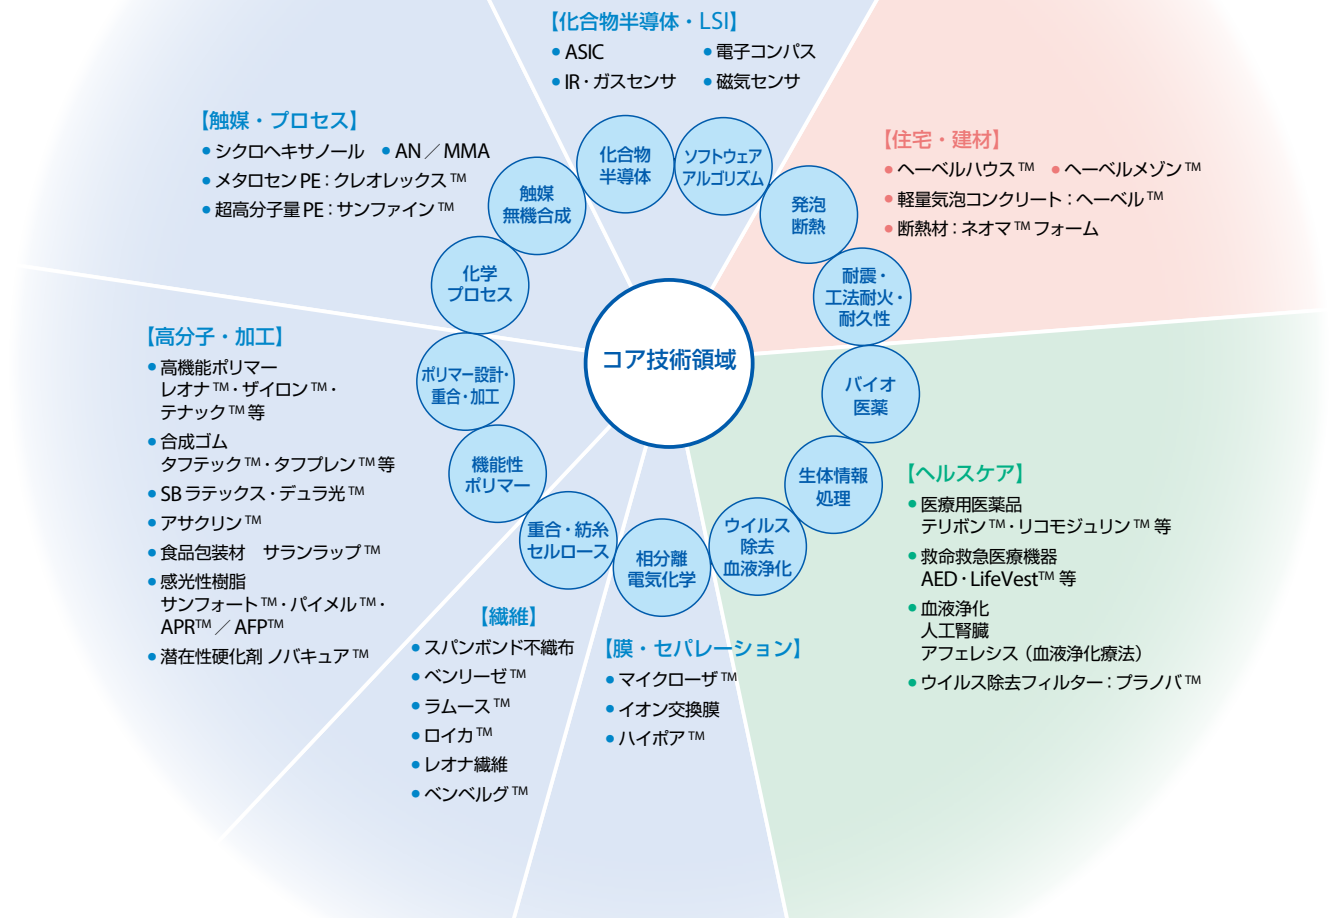 【化合物半導体・LSI】
● ASIC ● 電子コンパス
● IR・ガスセンサ ● 磁気センサ
【触媒・プロセス】
● シクロヘキサノール ● AN ／ MMA
● メタロセン PE：クレオレックス™
● 超高分子量 PE：サンファイン™
【住宅・建材】
● ヘーベルハウス™ ● ヘーベルメゾン™
● 軽量気泡コンクリート：ヘーベル™
● 断熱材：ネオマ™フォーム
化合物
半導体
ソフトウェア
アルゴリズム
触媒
無機合成
発泡
断熱
化学
プロセス
耐震・
工法耐火・
耐久性
コア技術領域
ポリマー設計・
重合・加工
バイオ
医薬
機能性
ポリマー
生体情報
処理
重合・紡糸
セルロース
相分離
電気化学
ウイルス
除去
血液浄化
【高分子・加工】
● 高機能ポリマー
レオナ™・ザイロン™・
テナック™等
● 合成ゴム
タフテック™・タフプレン™等
● SB ラテックス・デュラ光™
● アサクリン™
● 食品包装材　サランラップ™
● 感光性樹脂
サンフォート™・パイメル™・
APR™ ／ AFP™
● 潜在性硬化剤 ノバキュア™
【繊維】
● スパンボンド不織布
● ベンリーゼ™
● ラムース™
● ロイカ™
● レオナ繊維
● ベンベルグ™
【膜・セパレーション】
● マイクローザ™
● イオン交換膜
● ハイポア™
【ヘルスケア】
● 医療用医薬品
テリボン™・リコモジュリン™ 等
● 救命救急医療機器
AED・LifeVest™ 等
● 血液浄化
人工腎臓
アフェレシス（血液浄化療法）
● ウイルス除去フィルター：プラノバ™